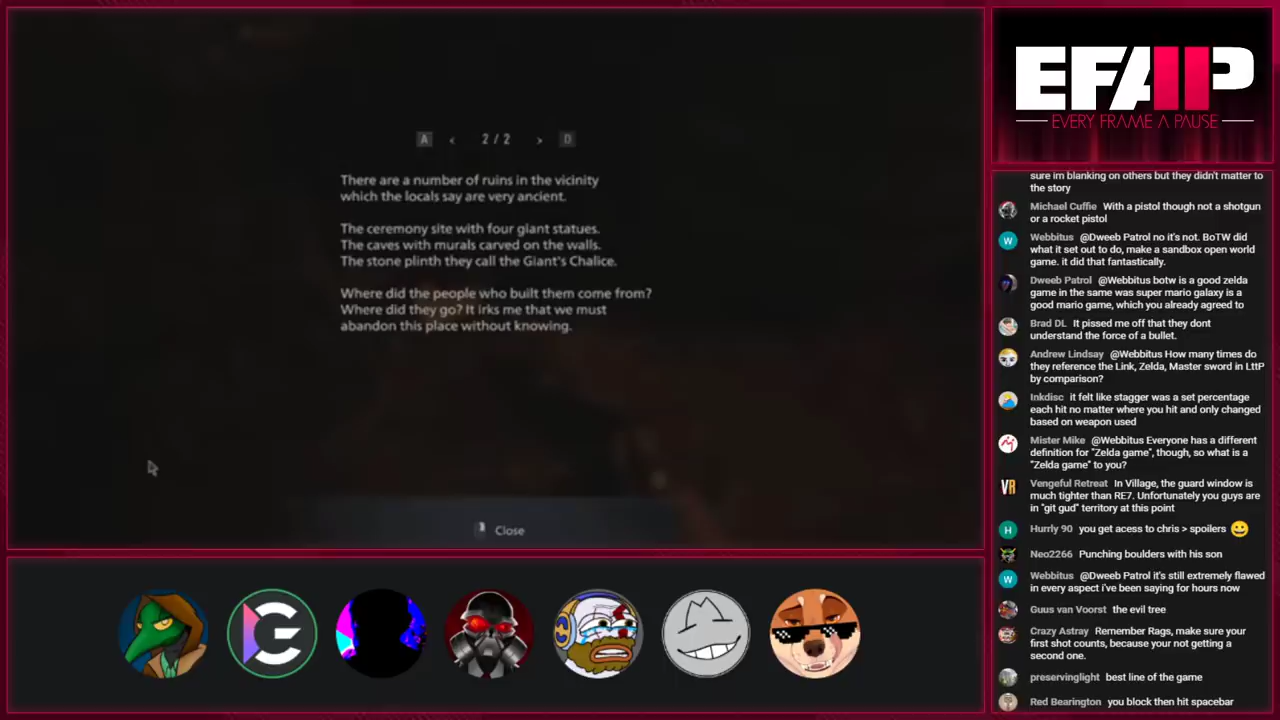 A < 2 / 2 > D
There are a number of ruins in the vicinity
which the locals say are very ancient.
The ceremony site with four giant statues.
The caves with murals carved on the walls.
The stone plinth they call the Giant's Chalice.
Where did the people who built them come from?
Where did they go? It irks me that we must
abandon this place without knowing.
Close
EFAP
EVERY FRAME A PAUSE
sure im blanking on others but they didn't matter to
the story
Michael Cuffie With a pistol though not a shotgun
or a rocket pistol
W
Webbitus @Dweeb Patrol no it's not. BoTW did
what it set out to do, make a sandbox open world
game. it did that fantastically.
Dweeb Patrol @Webbitus botw is a good zelda
game in the same was super mario galaxy is a
good mario game, which you already agreed to
Brad DL It pissed me off that they dont
understand the force of a bullet.
Andrew Lindsay @Webbitus How many times do
they reference the Link, Zelda, Master sword in LttP
by comparison?
Inkdisc it felt like stagger was a set percentage
each hit no matter where you hit and only changed
based on weapon used
Mister Mike @Webbitus Everyone has a different
definition for "Zelda game", though, so what is a
"Zelda game" to you?
VR
Vengeful Retreat In Village, the guard window is
much tighter than RE7. Unfortunately you guys are
in "git gud" territory at this point
H
Hurrly 90 you get acess to chris > spoilers 😀
Neo2266 Punching boulders with his son
W
Webbitus @Dweeb Patrol it's still extremely flawed
in every aspect i've been saying for hours now
Guus van Voorst the evil tree
Crazy Astray Remember Rags, make sure your
first shot counts, because your not getting a
second one.
preservinglight best line of the game
Red Bearington you block then hit spacebar